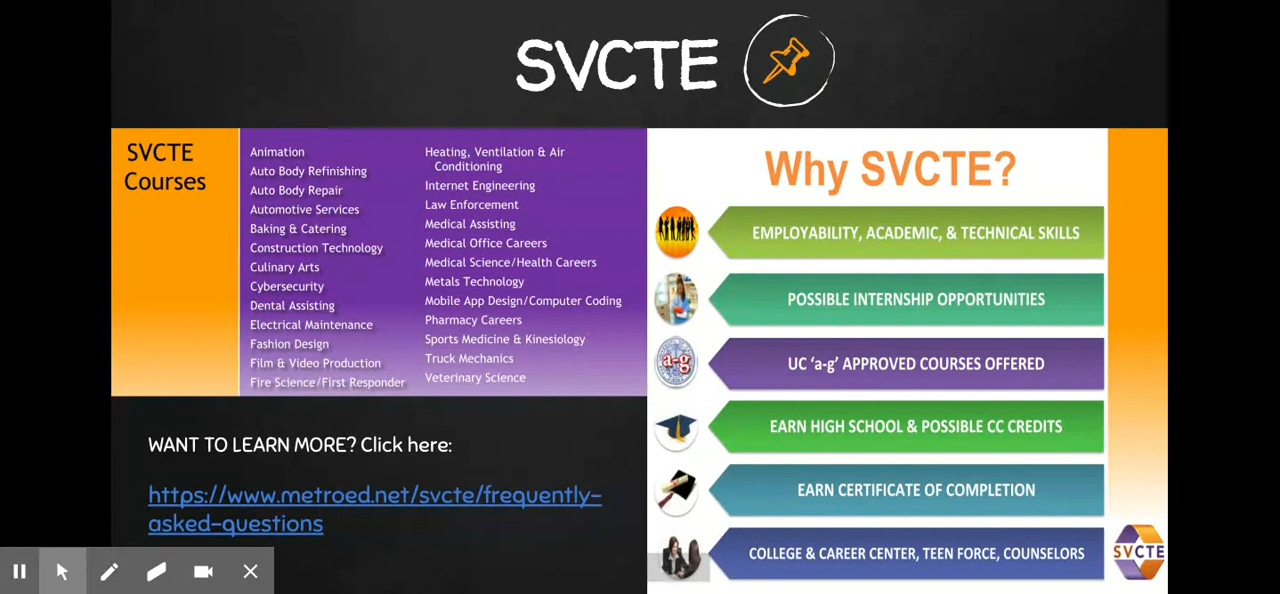 SVCTE
SVCTE
Courses
Animation
Auto Body Refinishing
Auto Body Repair
Automotive Services
Baking & Catering
Construction Technology
Culinary Arts
Cybersecurity
Dental Assisting
Electrical Maintenance
Fashion Design
Film & Video Production
Fire Science/First Responder
Heating, Ventilation & Air
Conditioning
Internet Engineering
Law Enforcement
Medical Assisting
Medical Office Careers
Medical Science/Health Careers
Metals Technology
Mobile App Design/Computer Coding
Pharmacy Careers
Sports Medicine & Kinesiology
Truck Mechanics
Veterinary Science
WANT TO LEARN MORE? Click here:
https://www.metroed.net/svcte/frequently-
asked-questions
Why SVCTE?
EMPLOYABILITY, ACADEMIC, & TECHNICAL SKILLS
POSSIBLE INTERNSHIP OPPORTUNITIES
a-g
UC 'a-g' APPROVED COURSES OFFERED
EARN HIGH SCHOOL & POSSIBLE CC CREDITS
EARN CERTIFICATE OF COMPLETION
COLLEGE & CAREER CENTER, TEEN FORCE, COUNSELORS
SVCTE